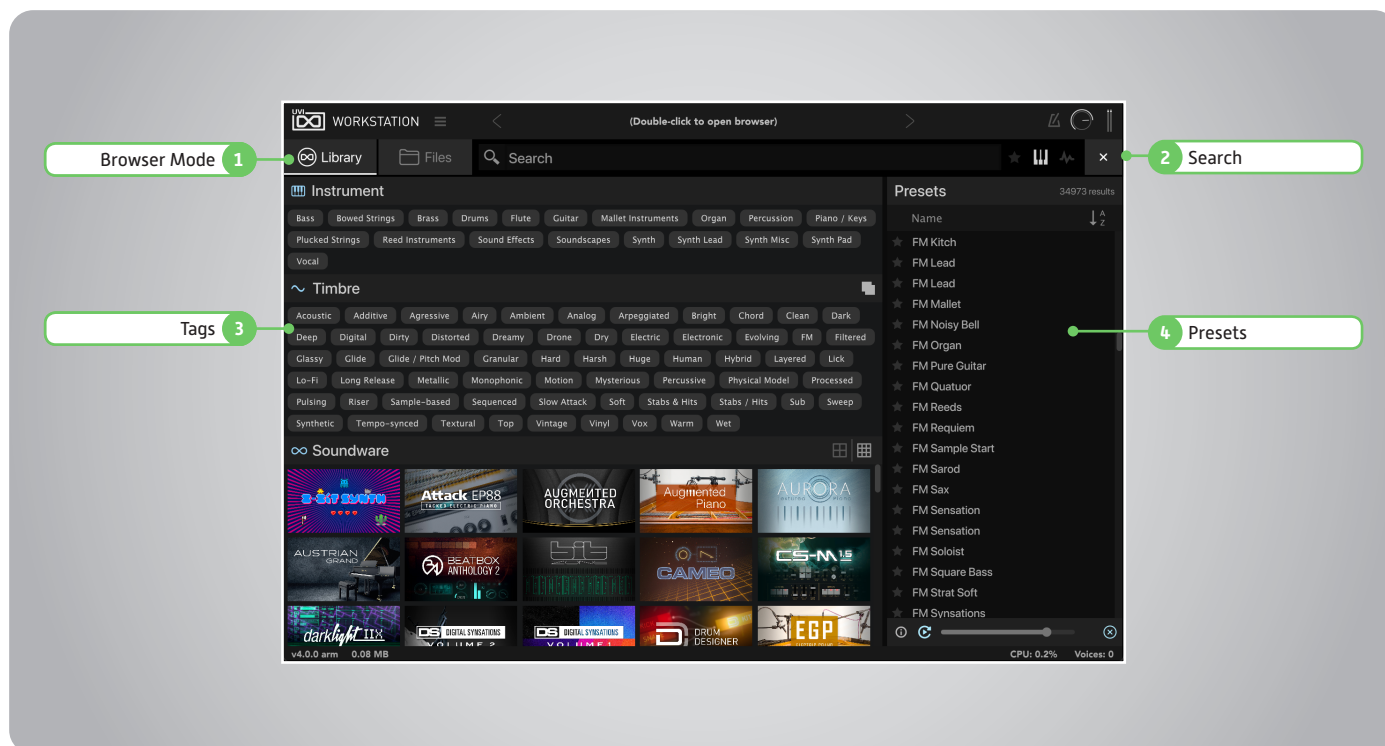 UVI
WORKSTATION
(Double-click to open browser)
Browser Mode 1
Library
Files
Search
×
2 Search
Instrument
Bass Bowed Strings Brass Drums Flute Guitar Mallet Instruments Organ Percussion Piano / Keys
Plucked Strings Reed Instruments Sound Effects Soundscapes Synth Synth Lead Synth Misc Synth Pad
Vocal
Timbre
Acoustic Additive Agressive Airy Ambient Analog Arpeggiated Bright Chord Clean Dark
Tags 3
Deep Digital Dirty Distorted Dreamy Drone Dry Electric Electronic Evolving FM Filtered
Glassy Glide Glide / Pitch Mod Granular Hard Harsh Huge Human Hybrid Layered Lick
Lo-Fi Long Release Metallic Monophonic Motion Mysterious Percussive Physical Model Processed
Pulsing Riser Sample-based Sequenced Slow Attack Soft Stabs & Hits Stabs / Hits Sub Sweep
Synthetic Tempo-synced Textural Top Vintage Vinyl Vox Warm Wet
Soundware
8-BIT SYNTH
Attack EP88
TACKED ELECTRIC PIANO
AUGMENTED
ORCHESTRA
Augmented
Piano
AURORA
AUSTRIAN
GRAND
BEATBOX
ANTHOLOGY 2
CAMEO
CS-M 1.5
darklight IIx
DS DIGITAL SYNSATIONS
VOLUME 2
DS DIGITAL SYNSATIONS
VOLUME 1
DRUM
DESIGNER
EGP
Presets
34973 results
Name
A
Z
FM Kitch
FM Lead
FM Lead
FM Mallet
FM Noisy Bell
4 Presets
FM Organ
FM Pure Guitar
FM Quatuor
FM Reeds
FM Requiem
FM Sample Start
FM Sarod
FM Sax
FM Sensation
FM Sensation
FM Soloist
FM Square Bass
FM Strat Soft
FM Synsations
v4.0.0 arm 0.08 MB
CPU: 0.2% Voices: 0